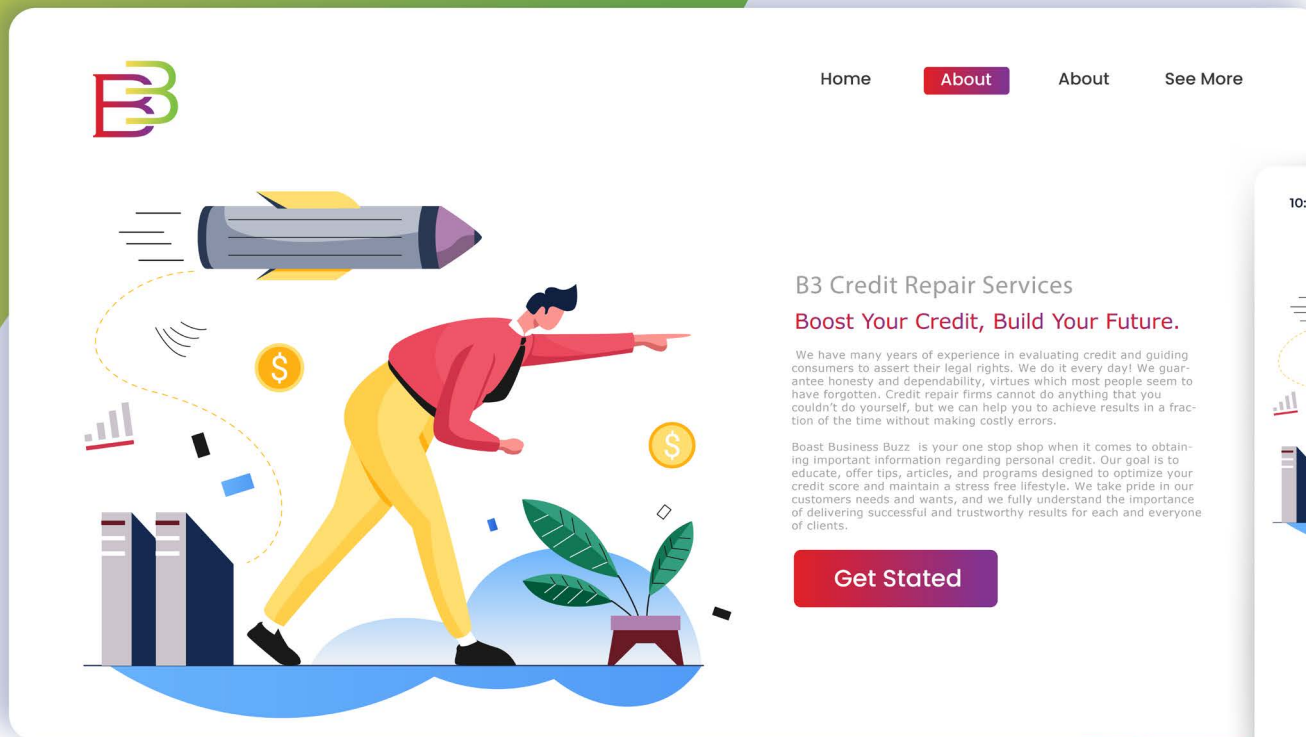 BB
Home
About
About
See More
10:
B3 Credit Repair Services
Boost Your Credit, Build Your Future.
We have many years of experience in evaluating credit and guiding
consumers to assert their legal rights. We do it every day! We guar-
antee honesty and dependability, virtues which most people seem to
have forgotten. Credit repair firms cannot do anything that you
couldn't do yourself, but we can help you to achieve results in a frac-
tion of the time without making costly errors.
Boast Business Buzz is your one stop shop when it comes to obtain-
ing important information regarding personal credit. Our goal is to
educate, offer tips, articles, and programs designed to optimize your
credit score and maintain a stress free lifestyle. We take pride in our
customers needs and wants, and we fully understand the importance
of delivering successful and trustworthy results for each and everyone
of clients.
Get Stated
$
$